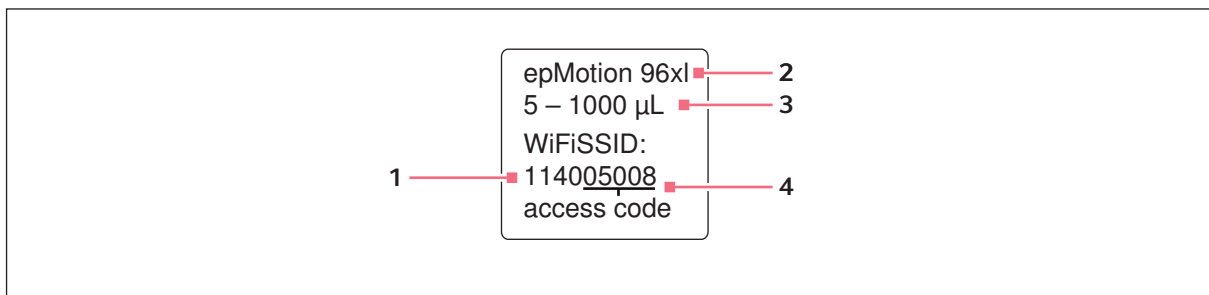 epMotion 96xl 2
5 – 1000 µL 3
WiFiSSID:
1 114005008 4
access code